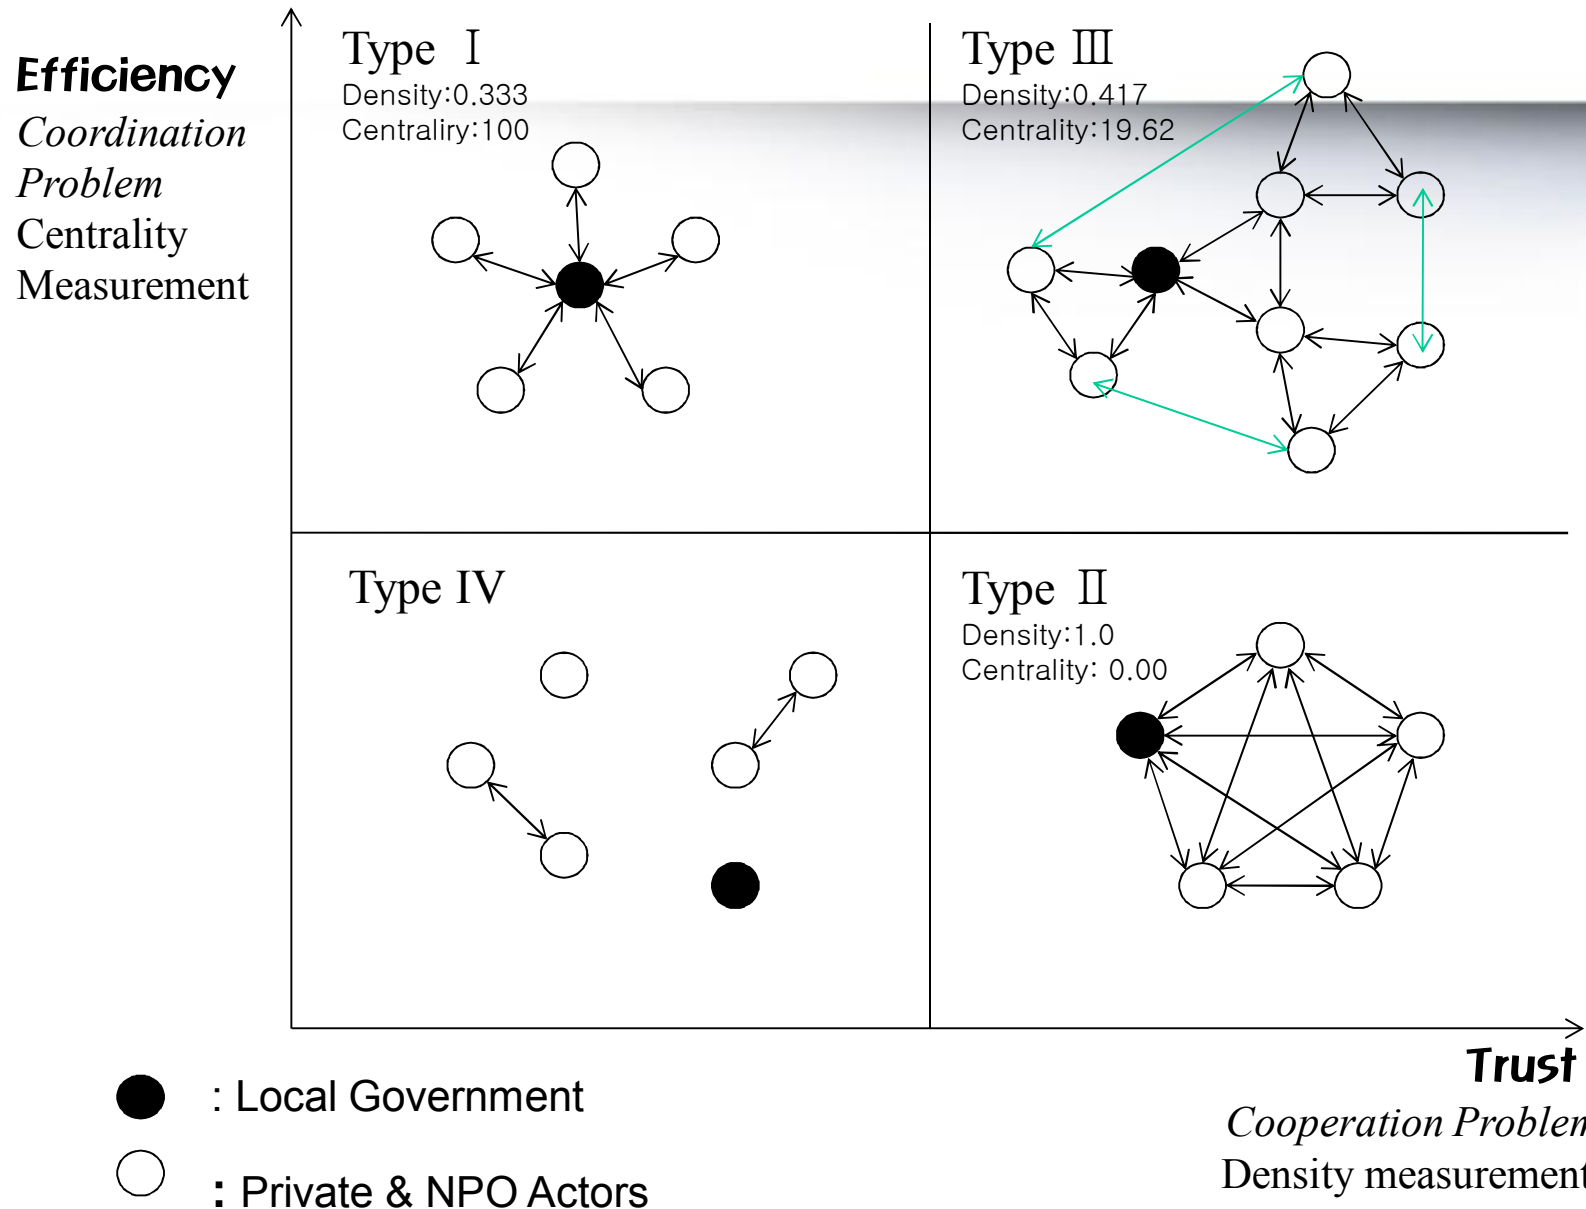 Efficiency
Coordination
Problem
Centrality
Measurement
Type Ⅰ
Density:0.333
Centraliry:100
Type Ⅲ
Density:0.417
Centrality:19.62
Type IV
Type Ⅱ
Density:1.0
Centrality: 0.00
Trust
Cooperation Problem
Density measurement
: Local Government
: Private & NPO Actors